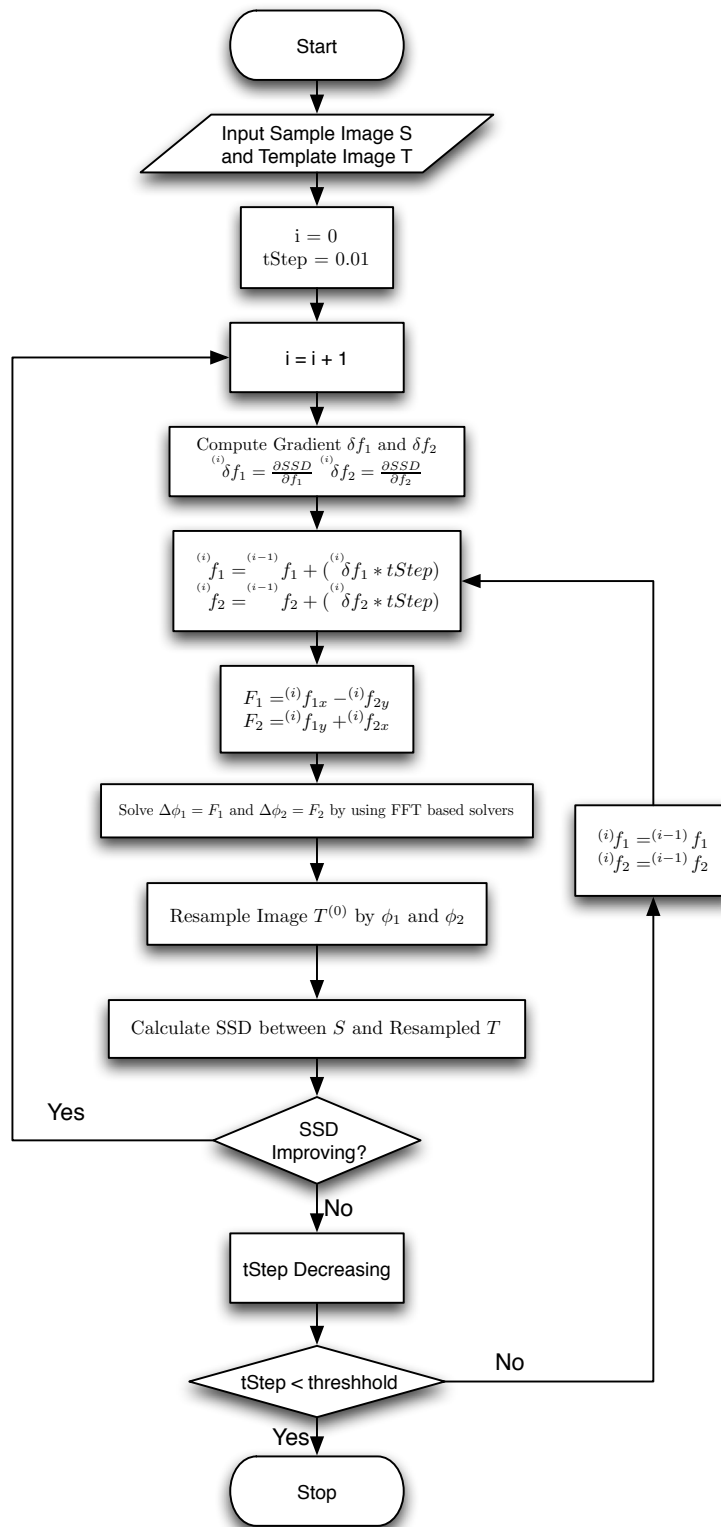 Start
Input Sample Image S
and Template Image T
i = 0
tStep = 0.01
i = i + 1
Compute Gradient δf₁ and δf₂
⁽ⁱ⁾δf₁ = ∂SSD/∂f₁ ⁽ⁱ⁾δf₂ = ∂SSD/∂f₂
⁽ⁱ⁾f₁ = ⁽ⁱ⁻¹⁾f₁ + (⁽ⁱ⁾δf₁ * tStep)
⁽ⁱ⁾f₂ = ⁽ⁱ⁻¹⁾f₂ + (⁽ⁱ⁾δf₂ * tStep)
F₁ =⁽ⁱ⁾f₁ₓ −⁽ⁱ⁾f₂y
F₂ =⁽ⁱ⁾f₁y +⁽ⁱ⁾f₂ₓ
Solve Δϕ₁ = F₁ and Δϕ₂ = F₂ by using FFT based solvers
⁽ⁱ⁾f₁ =⁽ⁱ⁻¹⁾f₁
⁽ⁱ⁾f₂ =⁽ⁱ⁻¹⁾f₂
Resample Image T⁽⁰⁾ by ϕ₁ and ϕ₂
Calculate SSD between S and Resampled T
Yes
SSD
Improving?
No
tStep Decreasing
tStep < threshhold
No
Yes
Stop